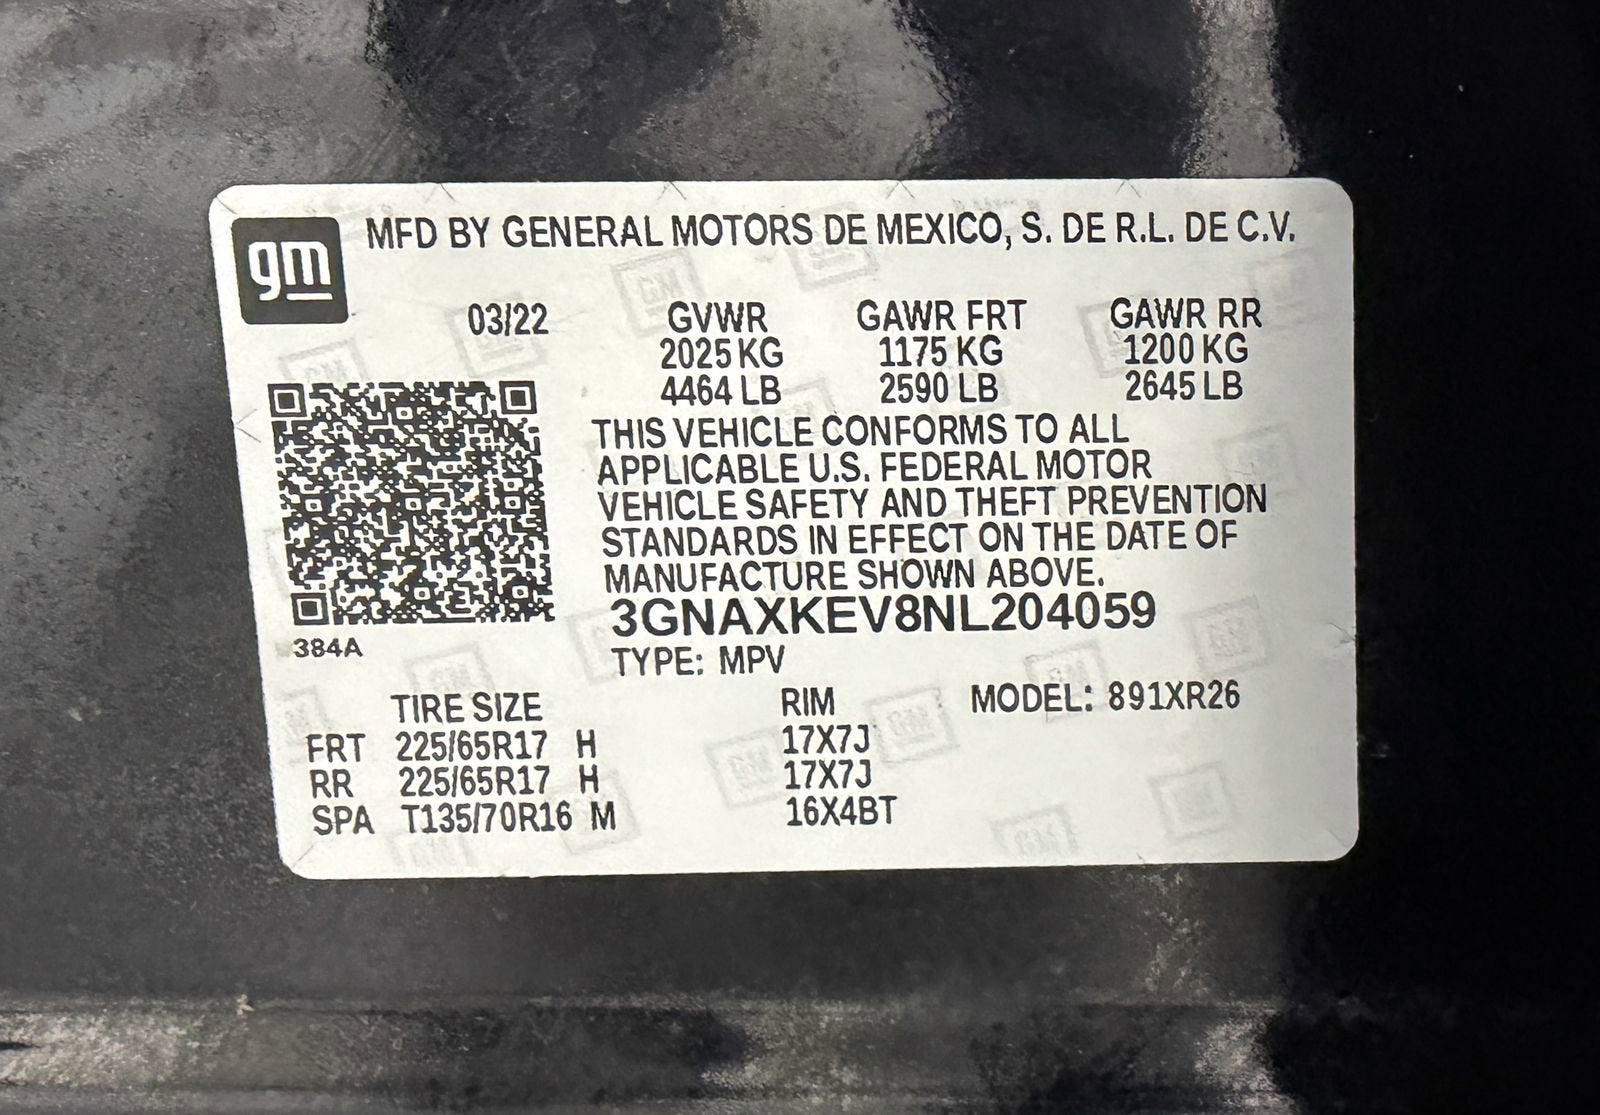 gm
MFD BY GENERAL MOTORS DE MEXICO, S. DE R.L. DE C.V.
03/22 GVWR GAWR FRT GAWR RR
2025 KG 1175 KG 1200 KG
4464 LB 2590 LB 2645 LB
THIS VEHICLE CONFORMS TO ALL
APPLICABLE U.S. FEDERAL MOTOR
VEHICLE SAFETY AND THEFT PREVENTION
STANDARDS IN EFFECT ON THE DATE OF
MANUFACTURE SHOWN ABOVE.
3GNAXKEV8NL204059
384A
TYPE: MPV
TIRE SIZE RIM MODEL: 891XR26
FRT 225/65R17 H 17X7J
RR 225/65R17 H 17X7J
SPA T135/70R16 M 16X4BT